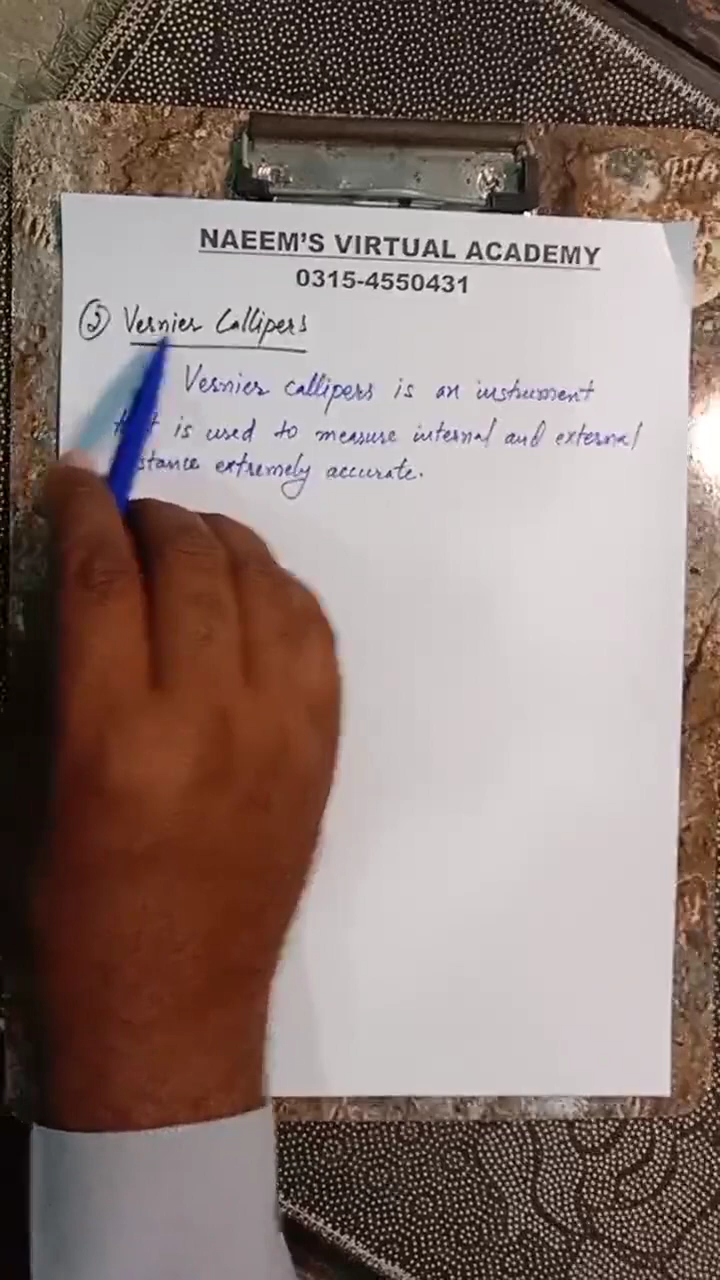 NAEEM'S VIRTUAL ACADEMY
0315-4550431
② Vernier Callipers
Vernier callipers is an instrument
is used to measure internal and external
extremely accurate.